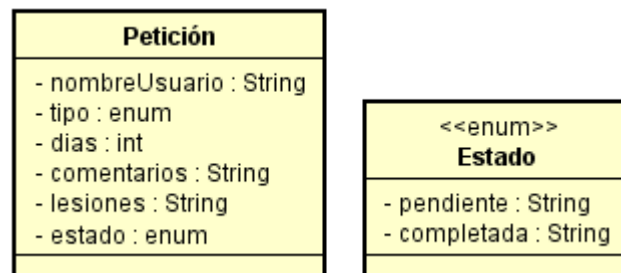 Petición
- nombreUsuario : String
- tipo : enum
- dias : int
- comentarios : String
- lesiones : String
- estado : enum
<<enum>>
Estado
- pendiente : String
- completada : String